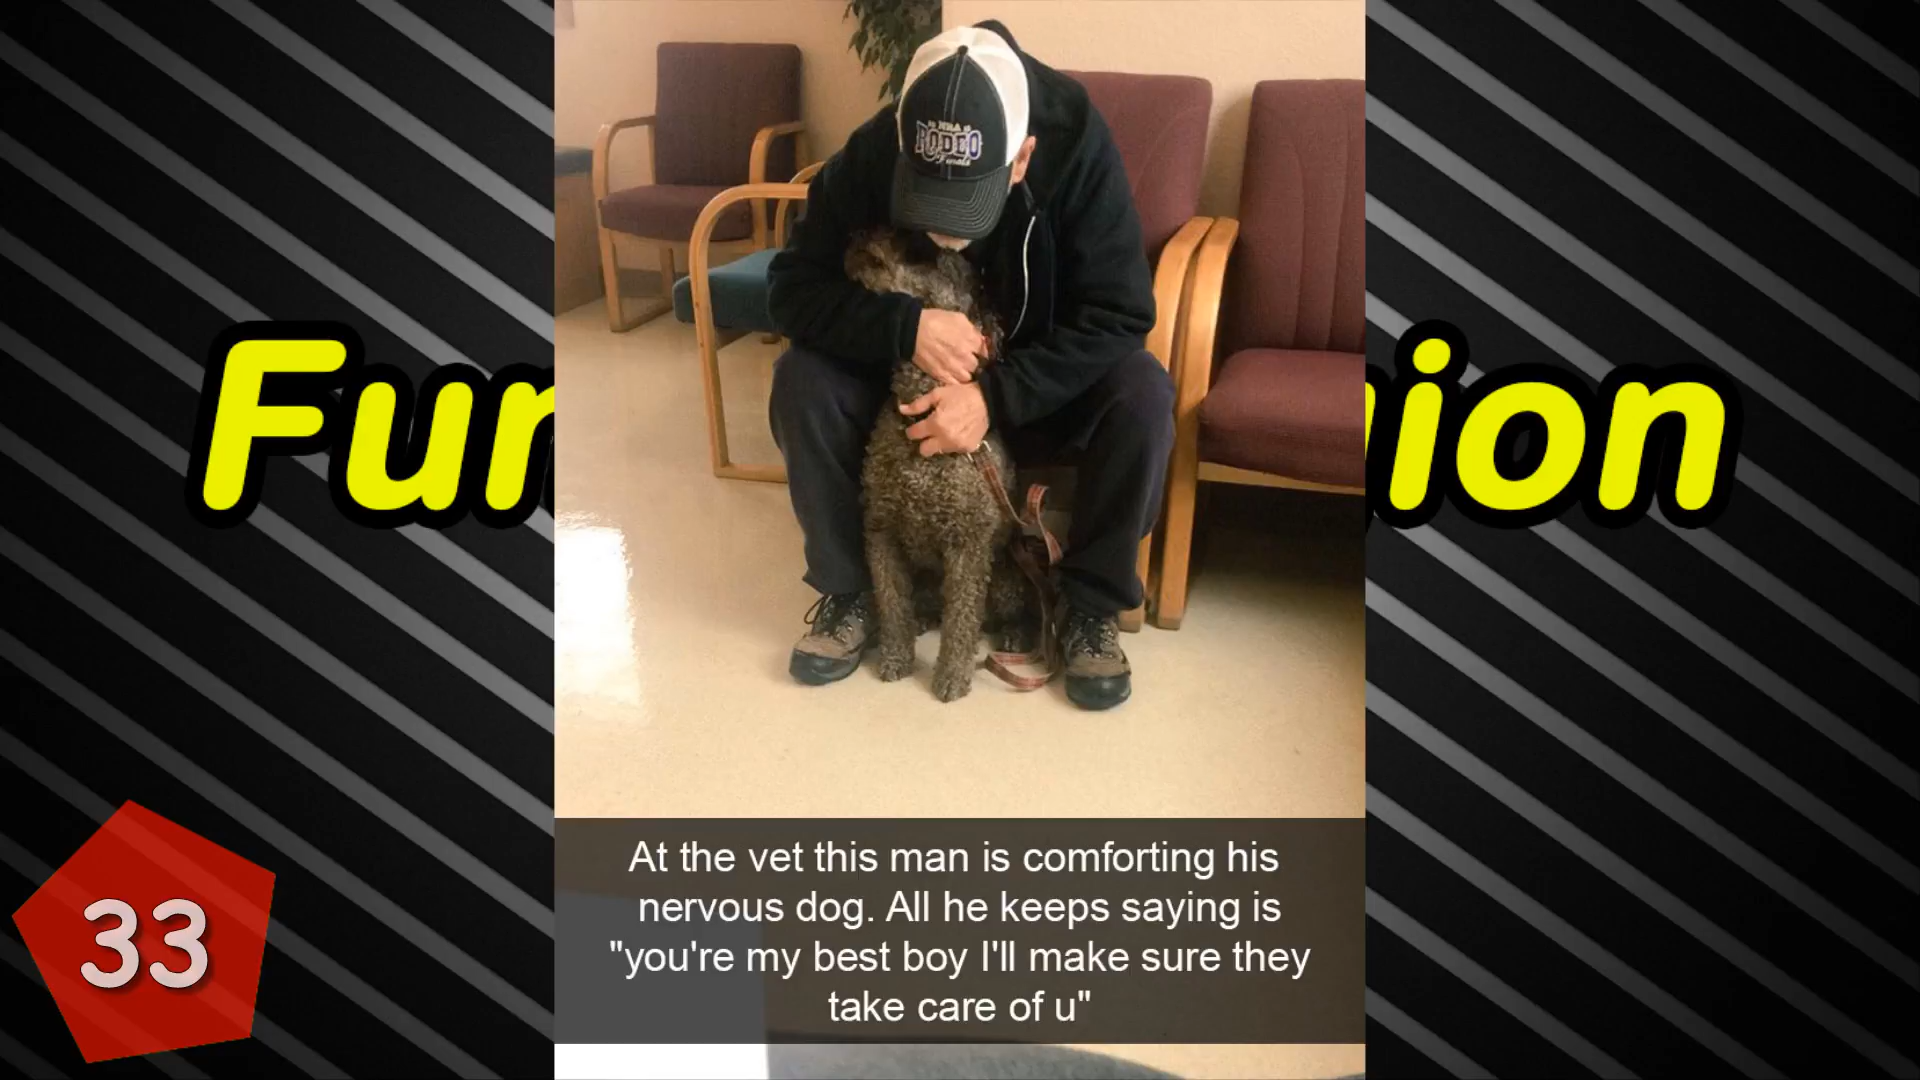 RODEO
Fun
ion
At the vet this man is comforting his
nervous dog. All he keeps saying is
"you're my best boy I'll make sure they
take care of u"
33